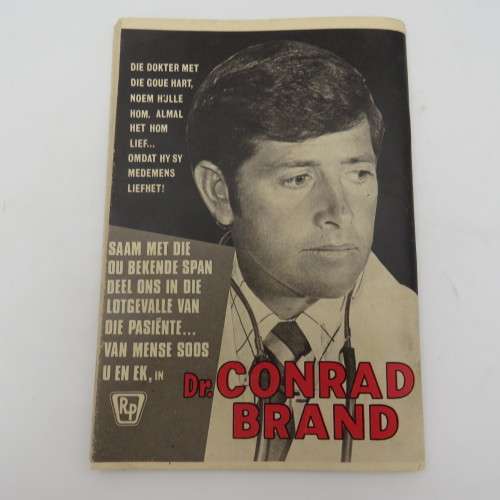 DIE DOKTER MET
DIE GOUE HART,
NOEM HULLE
HOM. ALMAL
HET HOM
LIEF...
OMDAT HY SY
MEDEMENS
LIEFHET!
SAAM MET DIE
OU BEKENDE SPAN
DEEL ONS IN DIE
LOTGEVALLE VAN
DIE PASIËNTE...
VAN MENSE SOOS
U EN EK, IN
RP
Dr. CONRAD
BRAND